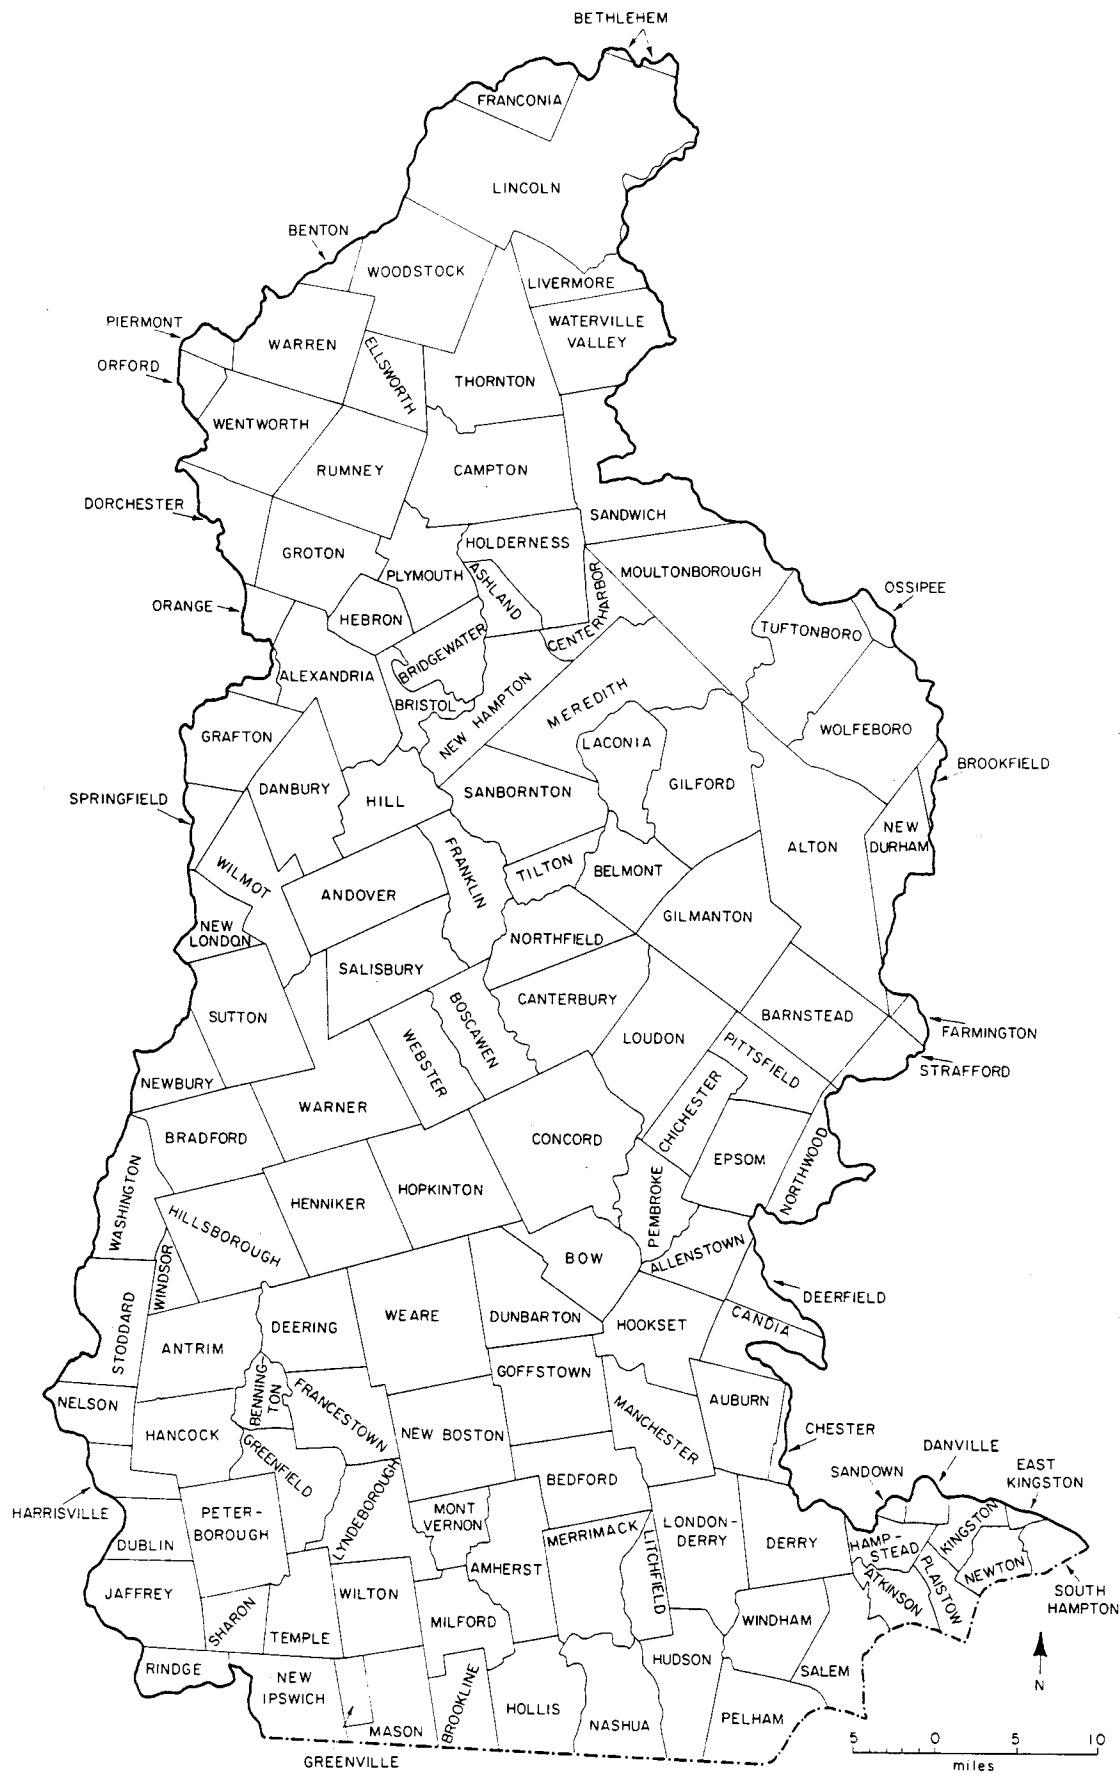 BETHLEHEM
FRANCONIA
LINCOLN
BENTON
WOODSTOCK
LIVERMORE
PIERMONT
WARREN
WATERVILLE
VALLEY
ORFORD
ELLSWORTH
THORNTON
WENTWORTH
RUMNEY
CAMPTON
DORCHESTER
SANDWICH
GROTON
HOLDERNESS
PLYMOUTH
ASHLAND
MOULTONBOROUGH
OSSIPEE
ORANGE
HEBRON
CENTERHARBOR
TUFTONBORO
BRIDGEWATER
ALEXANDRIA
BRISTOL
NEW HAMPTON
MEREDITH
GRAFTON
LACONIA
WOLFEBORO
BROOKFIELD
SPRINGFIELD
DANBURY
HILL
SANBORNTON
GILFORD
NEW
DURHAM
ALTON
WILMOT
ANDOVER
FRANKLIN
TILTON
BELMONT
GILMANTON
NEW
LONDON
NORTHFIELD
SALISBURY
SUTTON
BOSCAWEN
CANTERBURY
BARNSTEAD
FARMINGTON
WEBSTER
LOUDON
PITTSFIELD
STRAFFORD
NEWBURY
WARNER
CHICHESTER
BRADFORD
CONCORD
EPSOM
NORTHWOOD
WASHINGTON
HENNIKER
HOPKINTON
PEMBROKE
HILLSBOROUGH
WINDSOR
BOW
ALLENSTOWN
DEERFIELD
STODDARD
ANTRIM
DEERING
WEARE
DUNBARTON
HOOKSET
CANDIA
NELSON
BENNING-
TON
FRANCESTOWN
GOFFSTOWN
AUBURN
HANCOCK
NEW BOSTON
MANCHESTER
CHESTER
GREENFIELD
BEDFORD
SANDOWN
DANVILLE
EAST
KINGSTON
HARRISVILLE
PETER-
BOROUGH
LYNDEBOROUGH
MONT
VERNON
MERRIMACK
LITCHFIELD
LONDON-
DERRY
DERRY
HAMP-
STEAD
KINGSTON
DUBLIN
AMHERST
ATKINSON
PLAISTOW
NEWTON
SOUTH
HAMPTON
JAFFREY
SHARON
TEMPLE
WILTON
MILFORD
WINDHAM
RINDGE
NEW
IPSWICH
BROOKLINE
HOLLIS
HUDSON
SALEM
MASON
NASHUA
PELHAM
GREENVILLE
N
5 0 5 10
miles